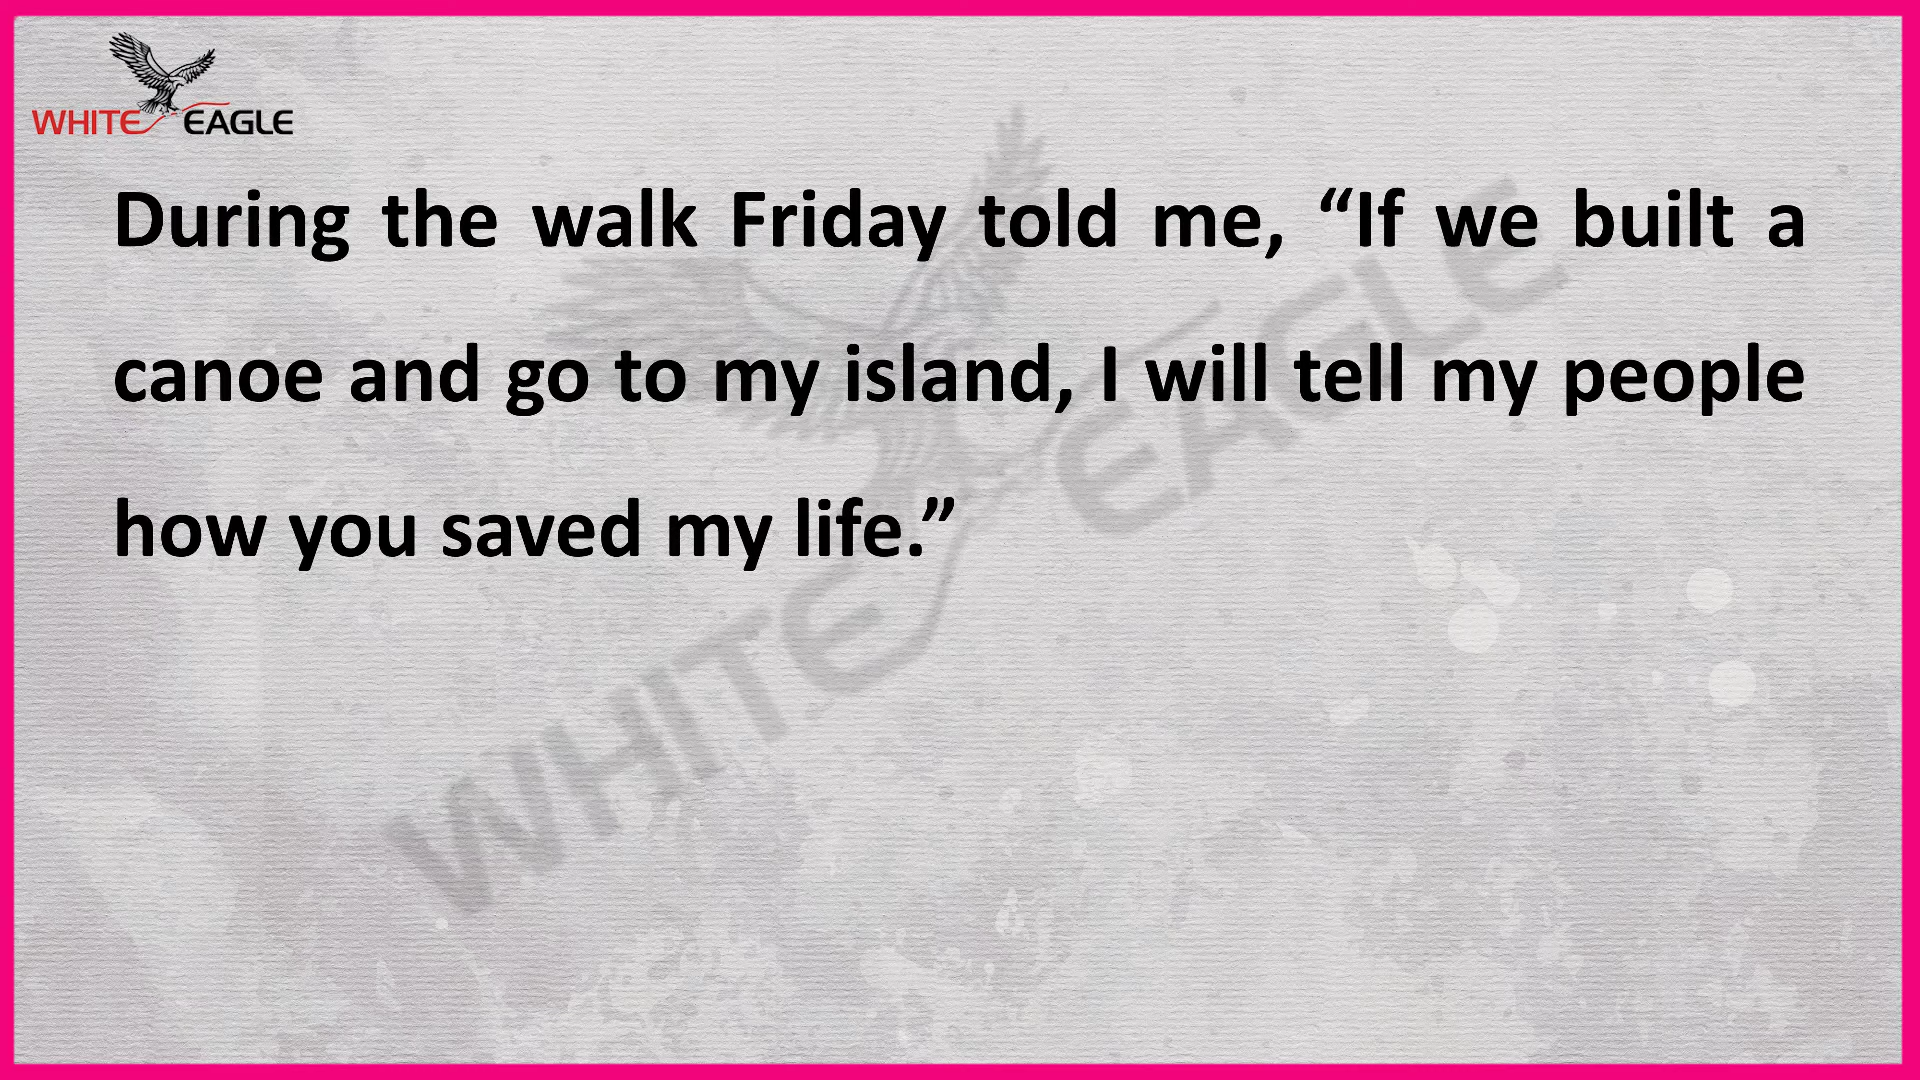 WHITE EAGLE
During the walk Friday told me, “If we built a
canoe and go to my island, I will tell my people
how you saved my life.”
WHITE EAGLE